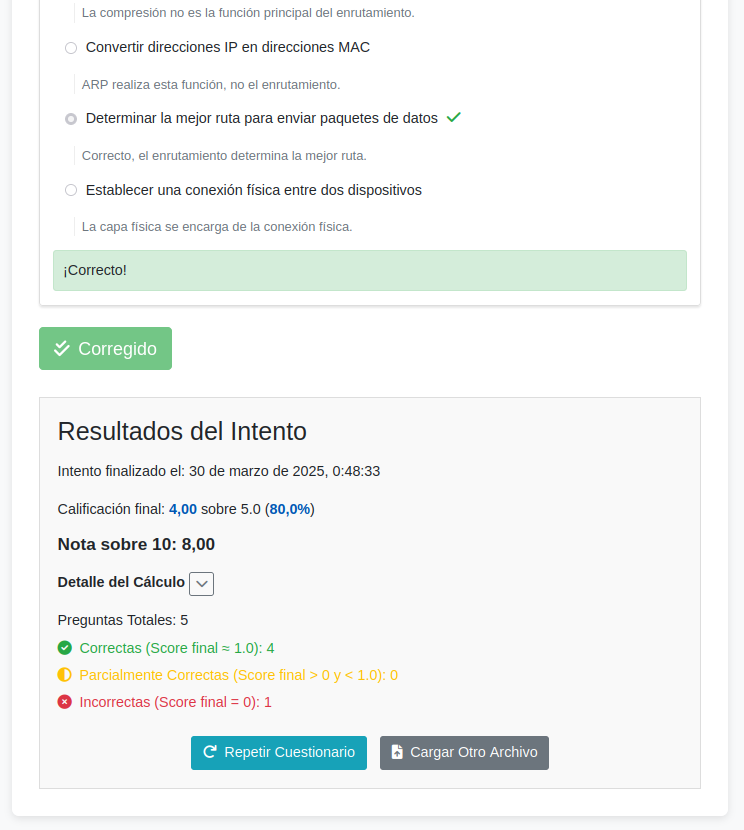 La compresión no es la función principal del enrutamiento.
Convertir direcciones IP en direcciones MAC
ARP realiza esta función, no el enrutamiento.
Determinar la mejor ruta para enviar paquetes de datos
Correcto, el enrutamiento determina la mejor ruta.
Establecer una conexión física entre dos dispositivos
La capa física se encarga de la conexión física.
¡Correcto!
Corregido
Resultados del Intento
Intento finalizado el: 30 de marzo de 2025, 0:48:33
Calificación final: 4,00 sobre 5.0 (80,0%)
Nota sobre 10: 8,00
Detalle del Cálculo
Preguntas Totales: 5
Correctas (Score final ≈ 1.0): 4
Parcialmente Correctas (Score final > 0 y < 1.0): 0
Incorrectas (Score final = 0): 1
Repetir Cuestionario
Cargar Otro Archivo